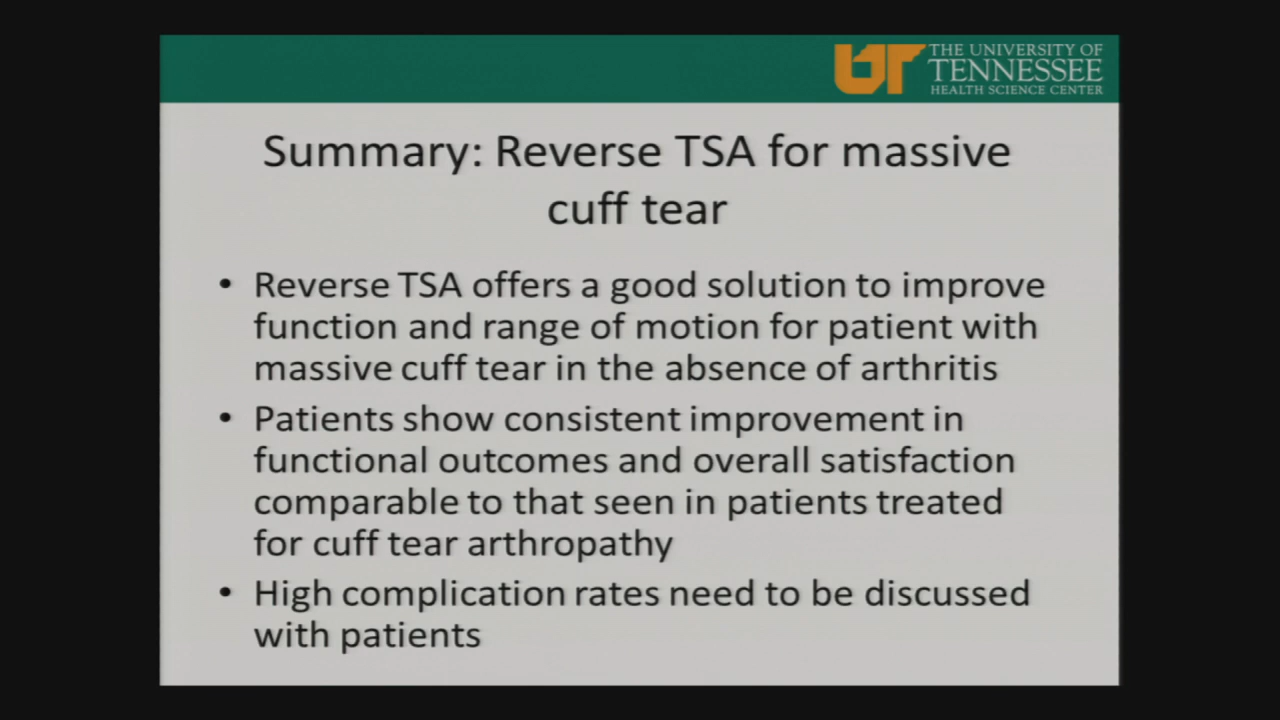 UT THE UNIVERSITY OF
TENNESSEE
HEALTH SCIENCE CENTER
Summary: Reverse TSA for massive
cuff tear
• Reverse TSA offers a good solution to improve
function and range of motion for patient with
massive cuff tear in the absence of arthritis
• Patients show consistent improvement in
functional outcomes and overall satisfaction
comparable to that seen in patients treated
for cuff tear arthropathy
• High complication rates need to be discussed
with patients